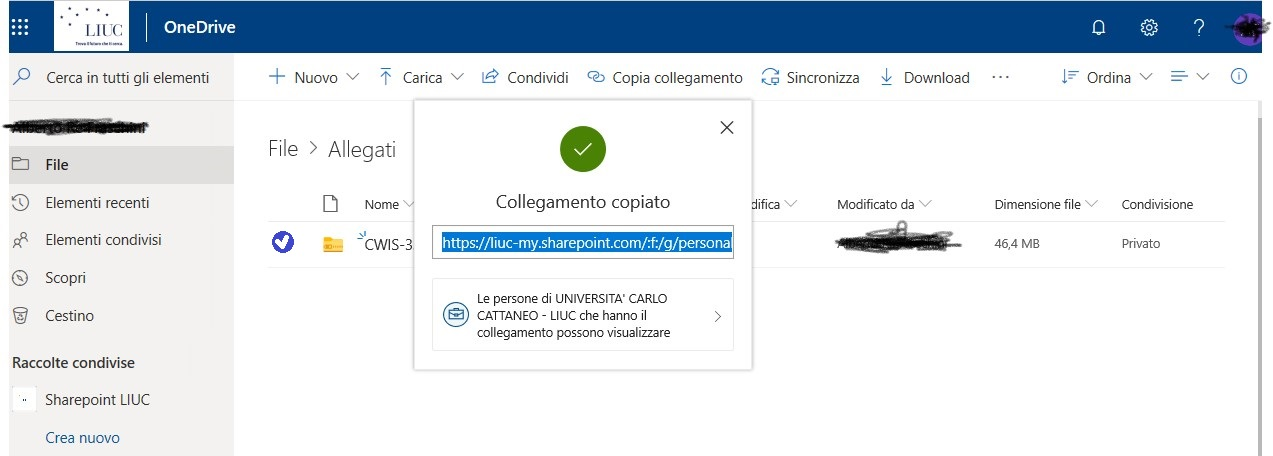 LIUC
OneDrive
?
Cerca in tutti gli elementi
Nuovo
Carica
Condividi
Copia collegamento
Sincronizza
Download
Ordina
File
Elementi recenti
Elementi condivisi
Scopri
Cestino
Raccolte condivise
Sharepoint LIUC
Crea nuovo
File > Allegati
Nome
difica
Modificato da
Dimensione file
Condivisione
CWIS-3
46,4 MB
Privato
Collegamento copiato
https://liuc-my.sharepoint.com/:f:/g/persona
Le persone di UNIVERSITA' CARLO
CATTANEO - LIUC che hanno il
collegamento possono visualizzare